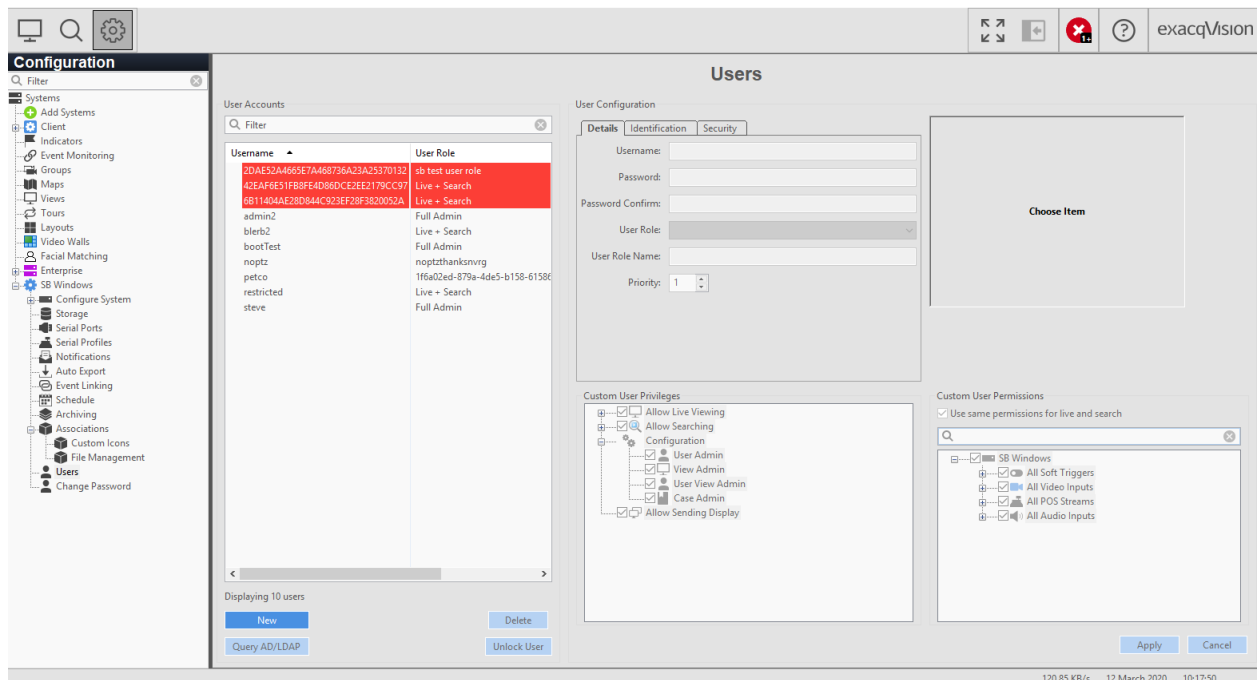 exacqVision
Configuration
Filter
Systems
Add Systems
Client
Indicators
Event Monitoring
Groups
Maps
Views
Tours
Layouts
Video Walls
Facial Matching
Enterprise
SB Windows
Configure System
Storage
Serial Ports
Serial Profiles
Notifications
Auto Export
Event Linking
Schedule
Archiving
Associations
Custom Icons
File Management
Users
Change Password
Users
User Accounts
Filter
Username User Role
2DAE52A4665E7A468736A23A25370132 sb test user role
42EAF6E51FB8FE4D86DCE2EE2179CC97 Live + Search
6B11404AE28D844C923EF28F3820052A Live + Search
admin2 Full Admin
blerb2 Live + Search
bootTest Full Admin
noptz noptzthanksnvrg
petco 1f6a02ed-879a-4de5-b158-61586
restricted Live + Search
steve Full Admin
Displaying 10 users
New Delete
Query AD/LDAP Unlock User
User Configuration
Details Identification Security
Username:
Password:
Password Confirm:
User Role:
User Role Name:
Priority: 1
Choose Item
Custom User Privileges
Allow Live Viewing
Allow Searching
Configuration
User Admin
View Admin
User View Admin
Case Admin
Allow Sending Display
Custom User Permissions
Use same permissions for live and search
SB Windows
All Soft Triggers
All Video Inputs
All POS Streams
All Audio Inputs
Apply Cancel
120.85 KB/s 12 March 2020 10:17:50